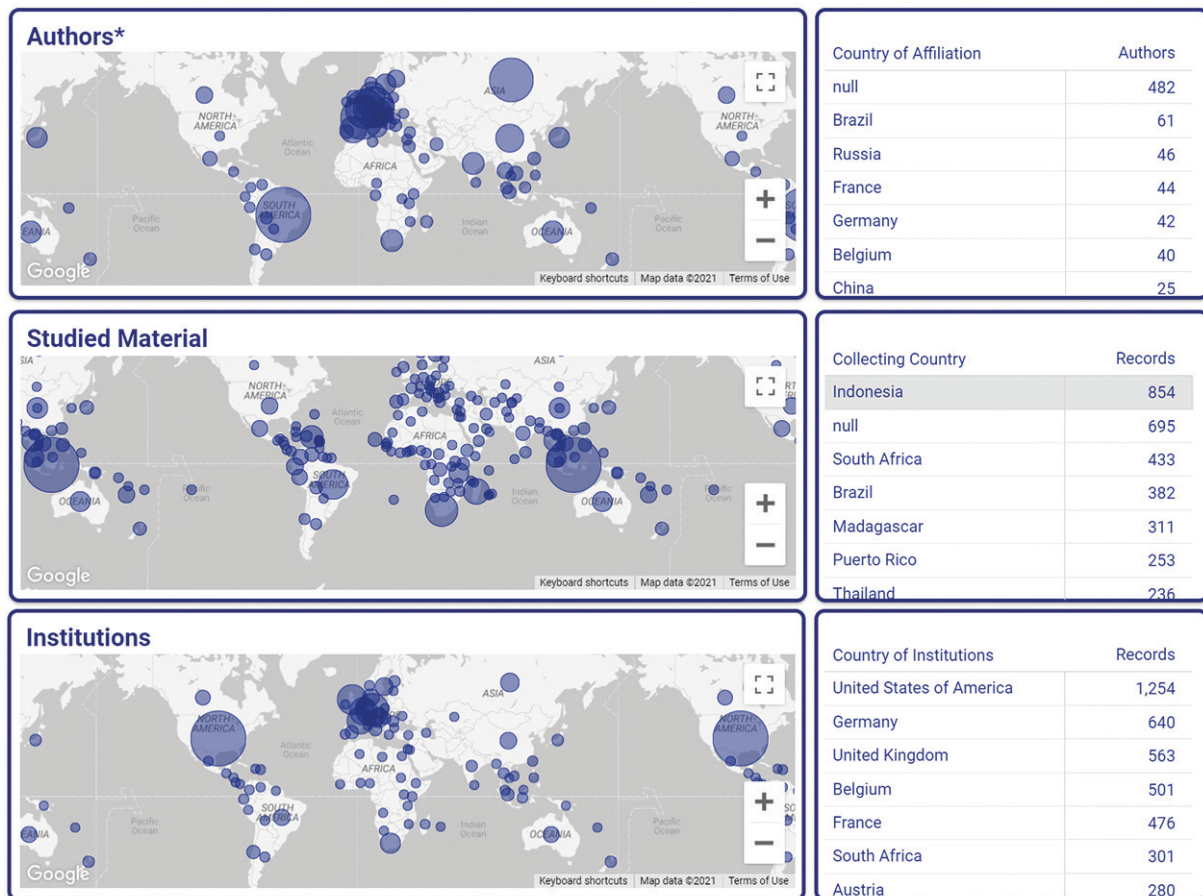 Authors*
NORTH AMERICA
Atlantic Ocean
ASIA
AFRICA
NORTH AMERICA
SOUTH AMERICA
Pacific Ocean
Indian Ocean
OCEANIA
Pacific Ocean
EANIA
Google
Keyboard shortcuts Map data ©2021 Terms of Use
Country of Affiliation Authors
null 482
Brazil 61
Russia 46
France 44
Germany 42
Belgium 40
China 25
Studied Material
SIA
NORTH AMERICA
Atlantic Ocean
ASIA
AFRICA
SOUTH AMERICA
OCEANIA
Indian Ocean
OCEANIA
Google
Keyboard shortcuts Map data ©2021 Terms of Use
Collecting Country Records
Indonesia 854
null 695
South Africa 433
Brazil 382
Madagascar 311
Puerto Rico 253
Thailand 236
Institutions
NORTH AMERICA
Atlantic Ocean
ASIA
AFRICA
NORTH AMERICA
SOUTH AMERICA
Pacific Ocean
Indian Ocean
OCEANIA
Pacific Ocean
EANIA
Google
Keyboard shortcuts Map data ©2021 Terms of Use
Country of Institutions Records
United States of America 1,254
Germany 640
United Kingdom 563
Belgium 501
France 476
South Africa 301
Austria 280